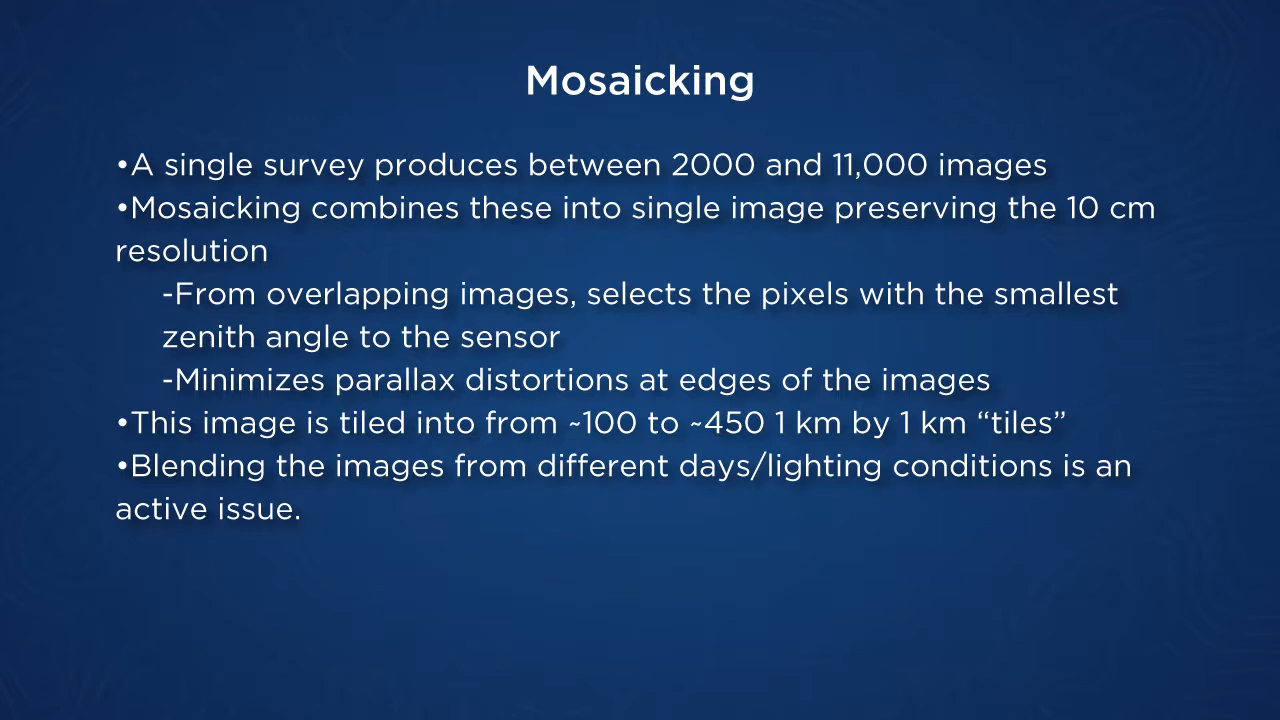 Mosaicking
•A single survey produces between 2000 and 11,000 images
•Mosaicking combines these into single image preserving the 10 cm
resolution
-From overlapping images, selects the pixels with the smallest
zenith angle to the sensor
-Minimizes parallax distortions at edges of the images
•This image is tiled into from ~100 to ~450 1 km by 1 km “tiles”
•Blending the images from different days/lighting conditions is an
active issue.